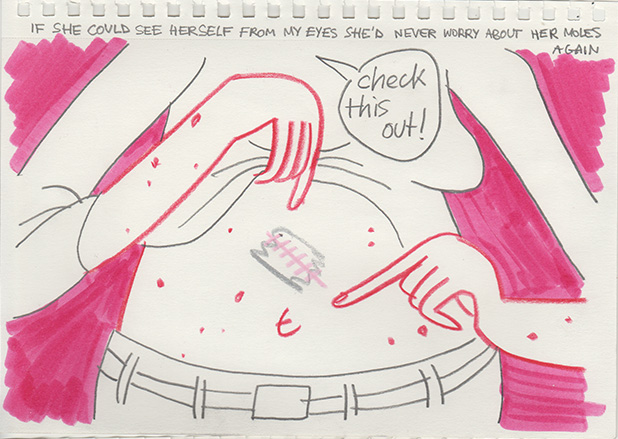 IF SHE COULD SEE HERSELF FROM MY EYES SHE'D NEVER WORRY ABOUT HER MOLES
AGAIN
check
this
out!